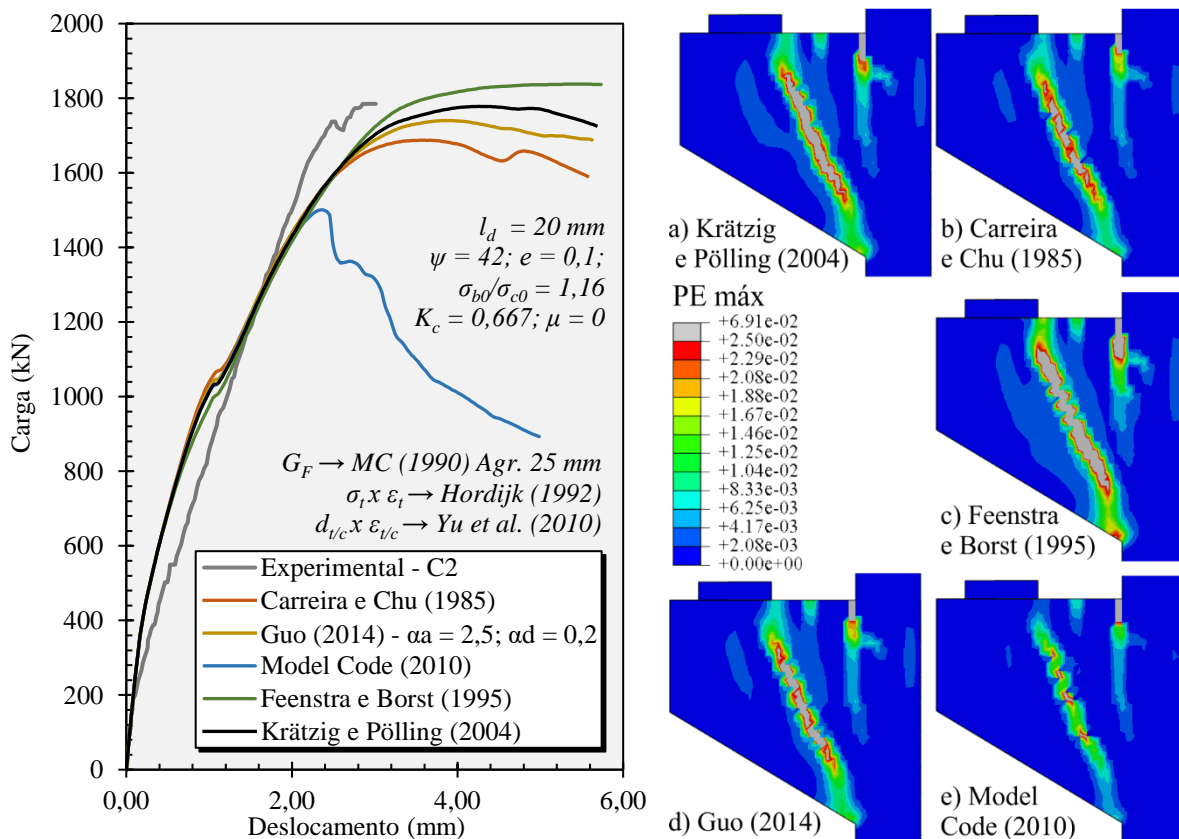 2000
1800
1600
1400
1200
1000
800
600
400
200
0
Carga (kN)
0,00
2,00
4,00
6,00
Deslocamento (mm)
l_d = 20 mm
ψ = 42; e = 0,1;
σ_b0/σ_c0 = 1,16
K_c = 0,667; μ = 0
G_F → MC (1990) Agr. 25 mm
σ_t x ε_t → Hordijk (1992)
d_t/c x ε_t/c → Yu et al. (2010)
Experimental - C2
Carreira e Chu (1985)
Guo (2014) - αa = 2,5; αd = 0,2
Model Code (2010)
Feenstra e Borst (1995)
Krätzig e Pölling (2004)
a) Krätzig
e Pölling (2004)
b) Carreira
e Chu (1985)
PE máx
+6.91e-02
+2.50e-02
+2.29e-02
+2.08e-02
+1.88e-02
+1.67e-02
+1.46e-02
+1.25e-02
+1.04e-02
+8.33e-03
+6.25e-03
+4.17e-03
+2.08e-03
+0.00e+00
c) Feenstra
e Borst (1995)
d) Guo (2014)
e) Model
Code (2010)